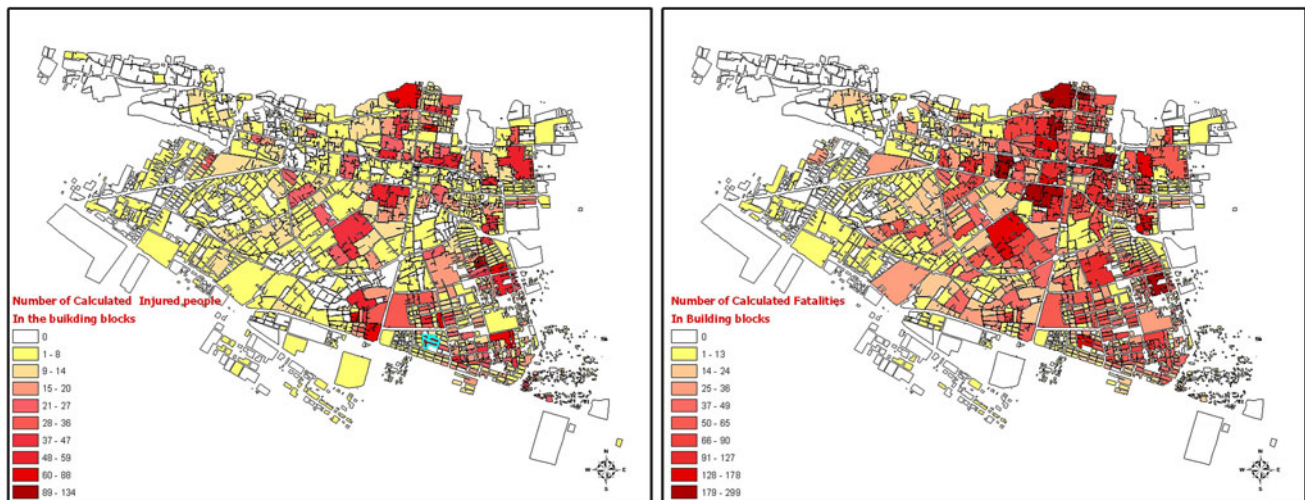 Number of Calculated Injured,people
In the buikding blocks
0
1 - 8
9 - 14
15 - 20
21 - 27
28 - 36
37 - 47
48 - 59
60 - 88
89 - 134
N
W E
S
Number of Calculated Fatalities
In Building blocks
0
1 - 13
14 - 24
25 - 36
37 - 49
50 - 65
66 - 90
91 - 127
128 - 178
179 - 299
N
W E
S